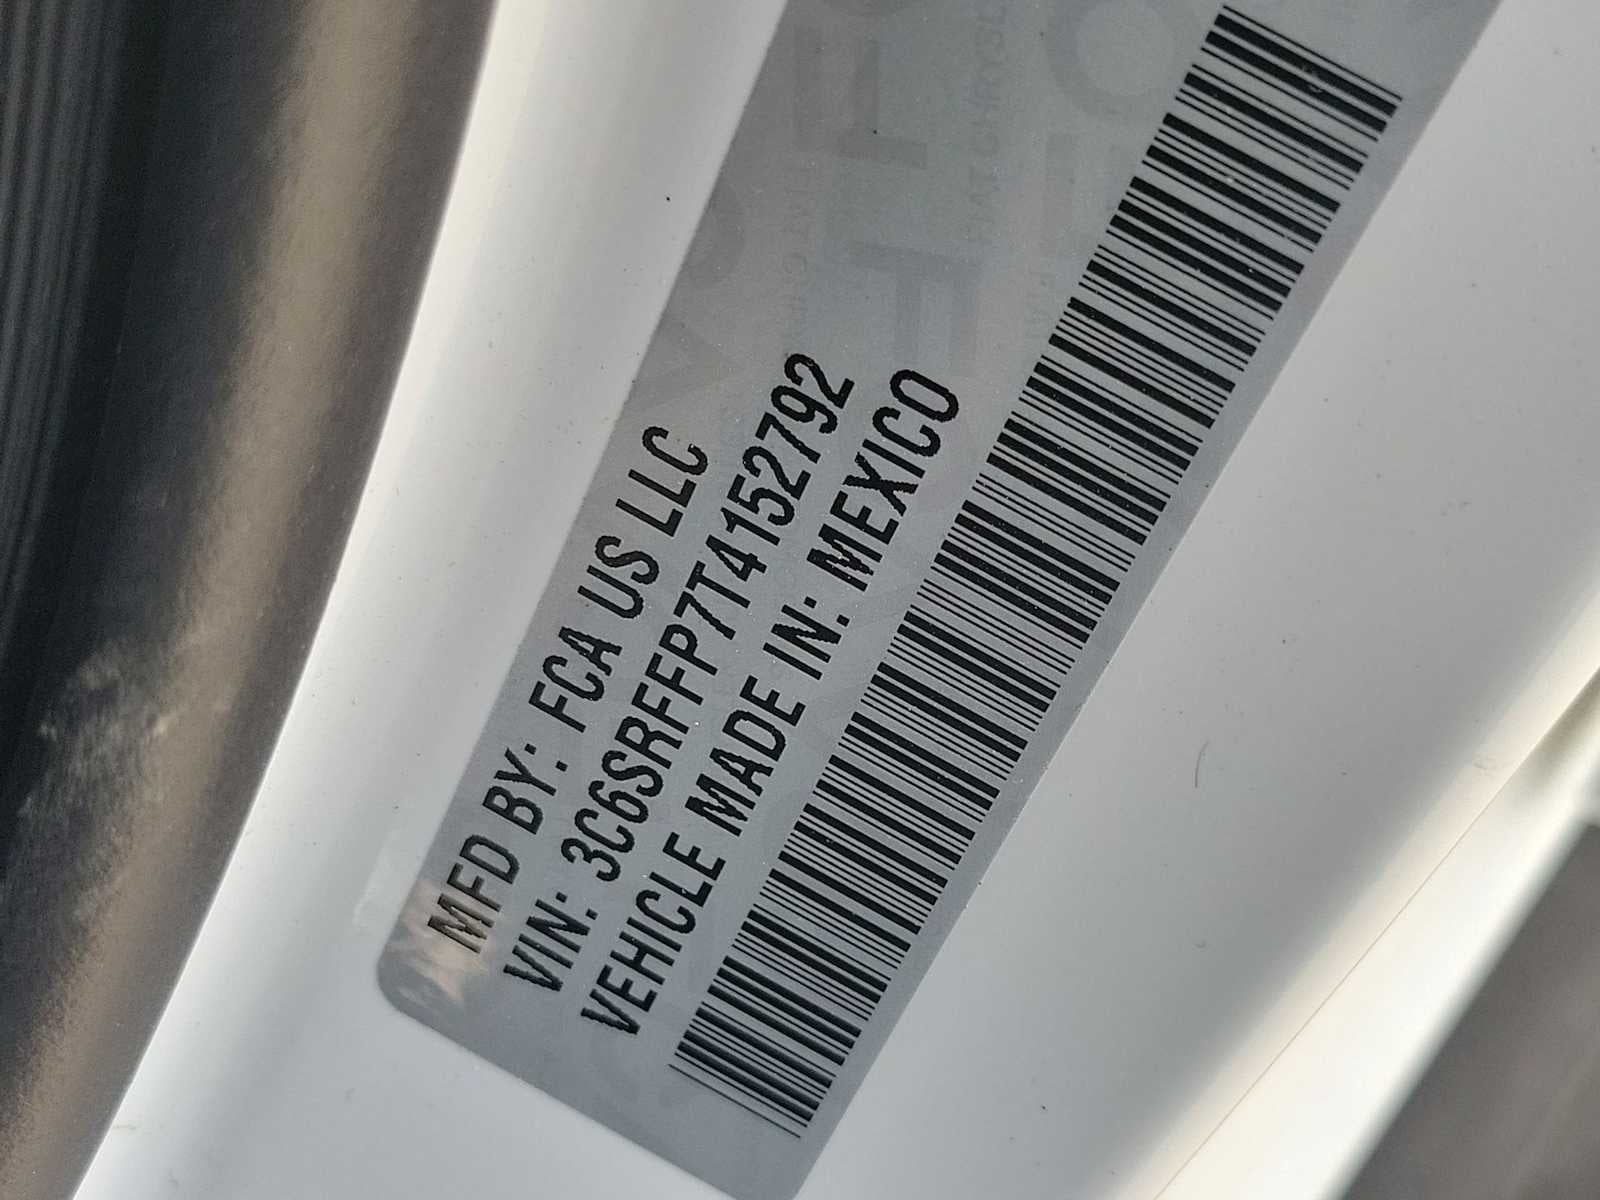 MFD BY: FCA US LLC
VIN: 3C6SRFFP7T4152792
VEHICLE MADE IN: MEXICO